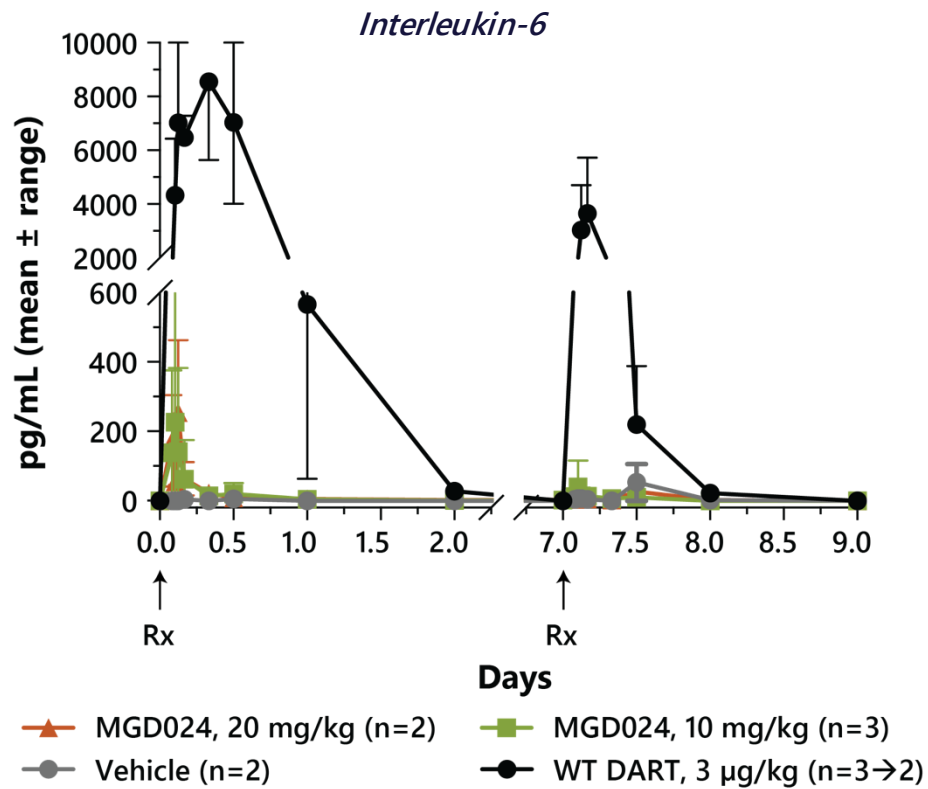 Interleukin-6
pg/mL (mean ± range)
10000
8000
6000
4000
2000
600
400
200
0
0.0 0.5 1.0 1.5 2.0 7.0 7.5 8.0 8.5 9.0
Rx Rx
Days
MGD024, 20 mg/kg (n=2) MGD024, 10 mg/kg (n=3)
Vehicle (n=2) WT DART, 3 µg/kg (n=3→2)